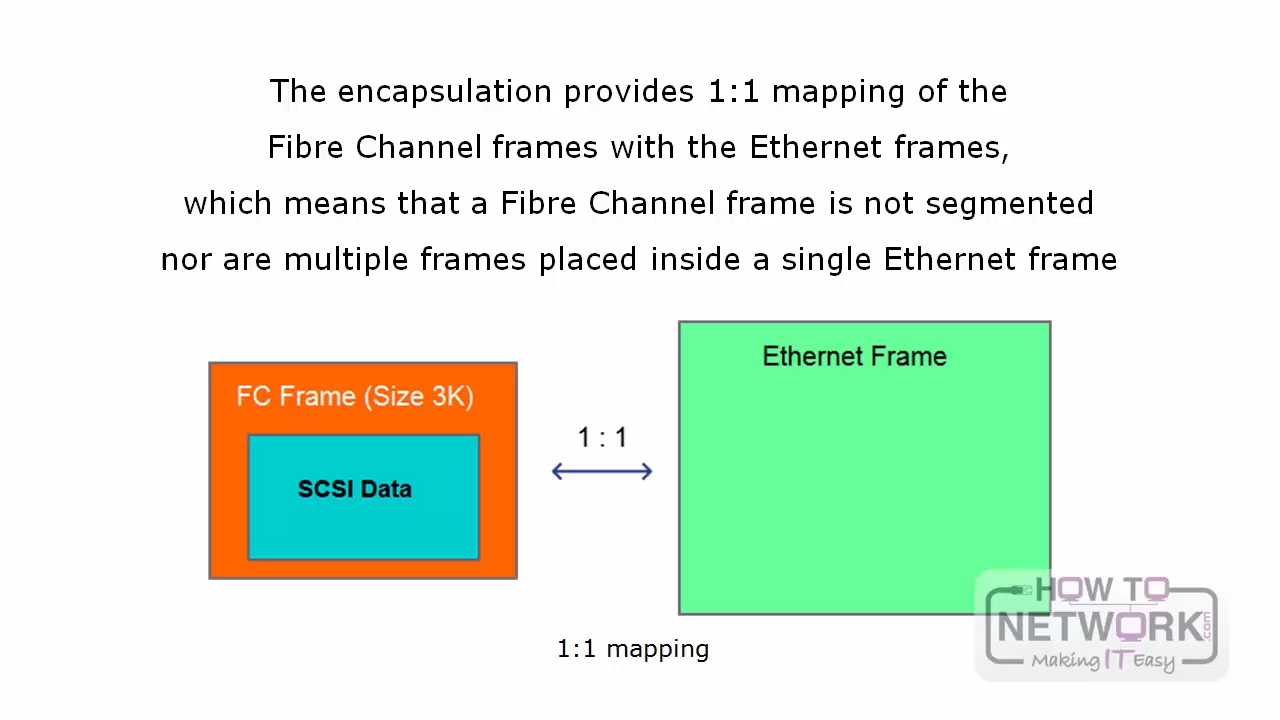 The encapsulation provides 1:1 mapping of the
Fibre Channel frames with the Ethernet frames,
which means that a Fibre Channel frame is not segmented
nor are multiple frames placed inside a single Ethernet frame
FC Frame (Size 3K)
SCSI Data
1 : 1
Ethernet Frame
1:1 mapping
HOW TO
NETWORK.com
Making IT Easy